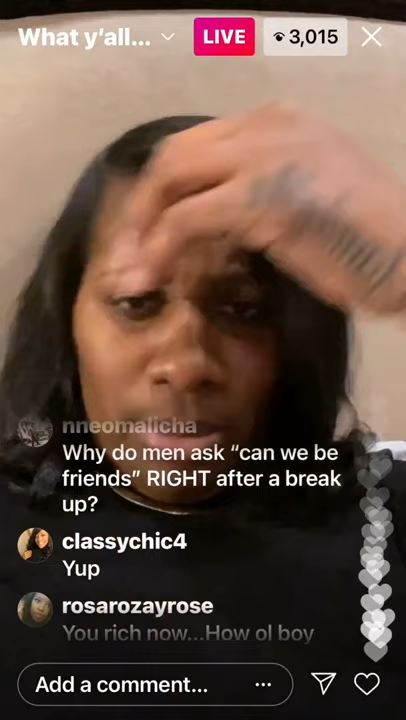 What y’all...
LIVE
3,015
nneomalicha
Why do men ask “can we be
friends” RIGHT after a break
up?
classychic4
Yup
rosarozayrose
You rich now...How ol boy
Add a comment...